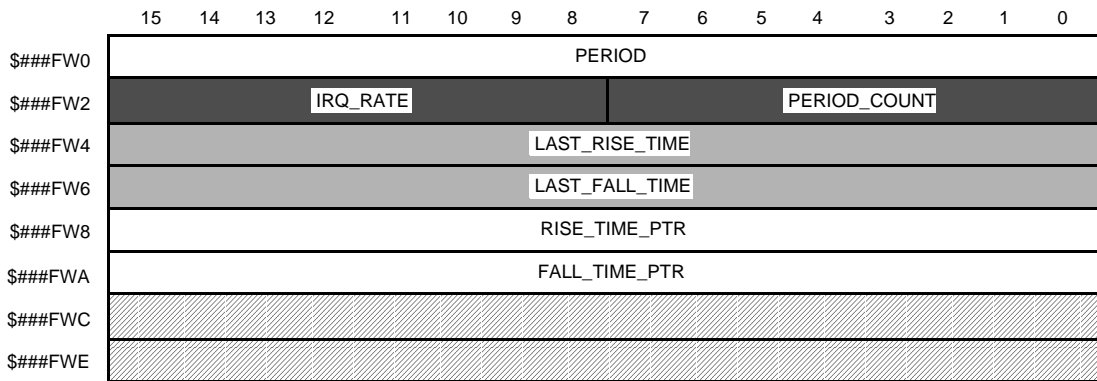 15 14 13 12 11 10 9 8 7 6 5 4 3 2 1 0
$###FW0 PERIOD
$###FW2 IRQ_RATE PERIOD_COUNT
$###FW4 LAST_RISE_TIME
$###FW6 LAST_FALL_TIME
$###FW8 RISE_TIME_PTR
$###FWA FALL_TIME_PTR
$###FWC
$###FWE